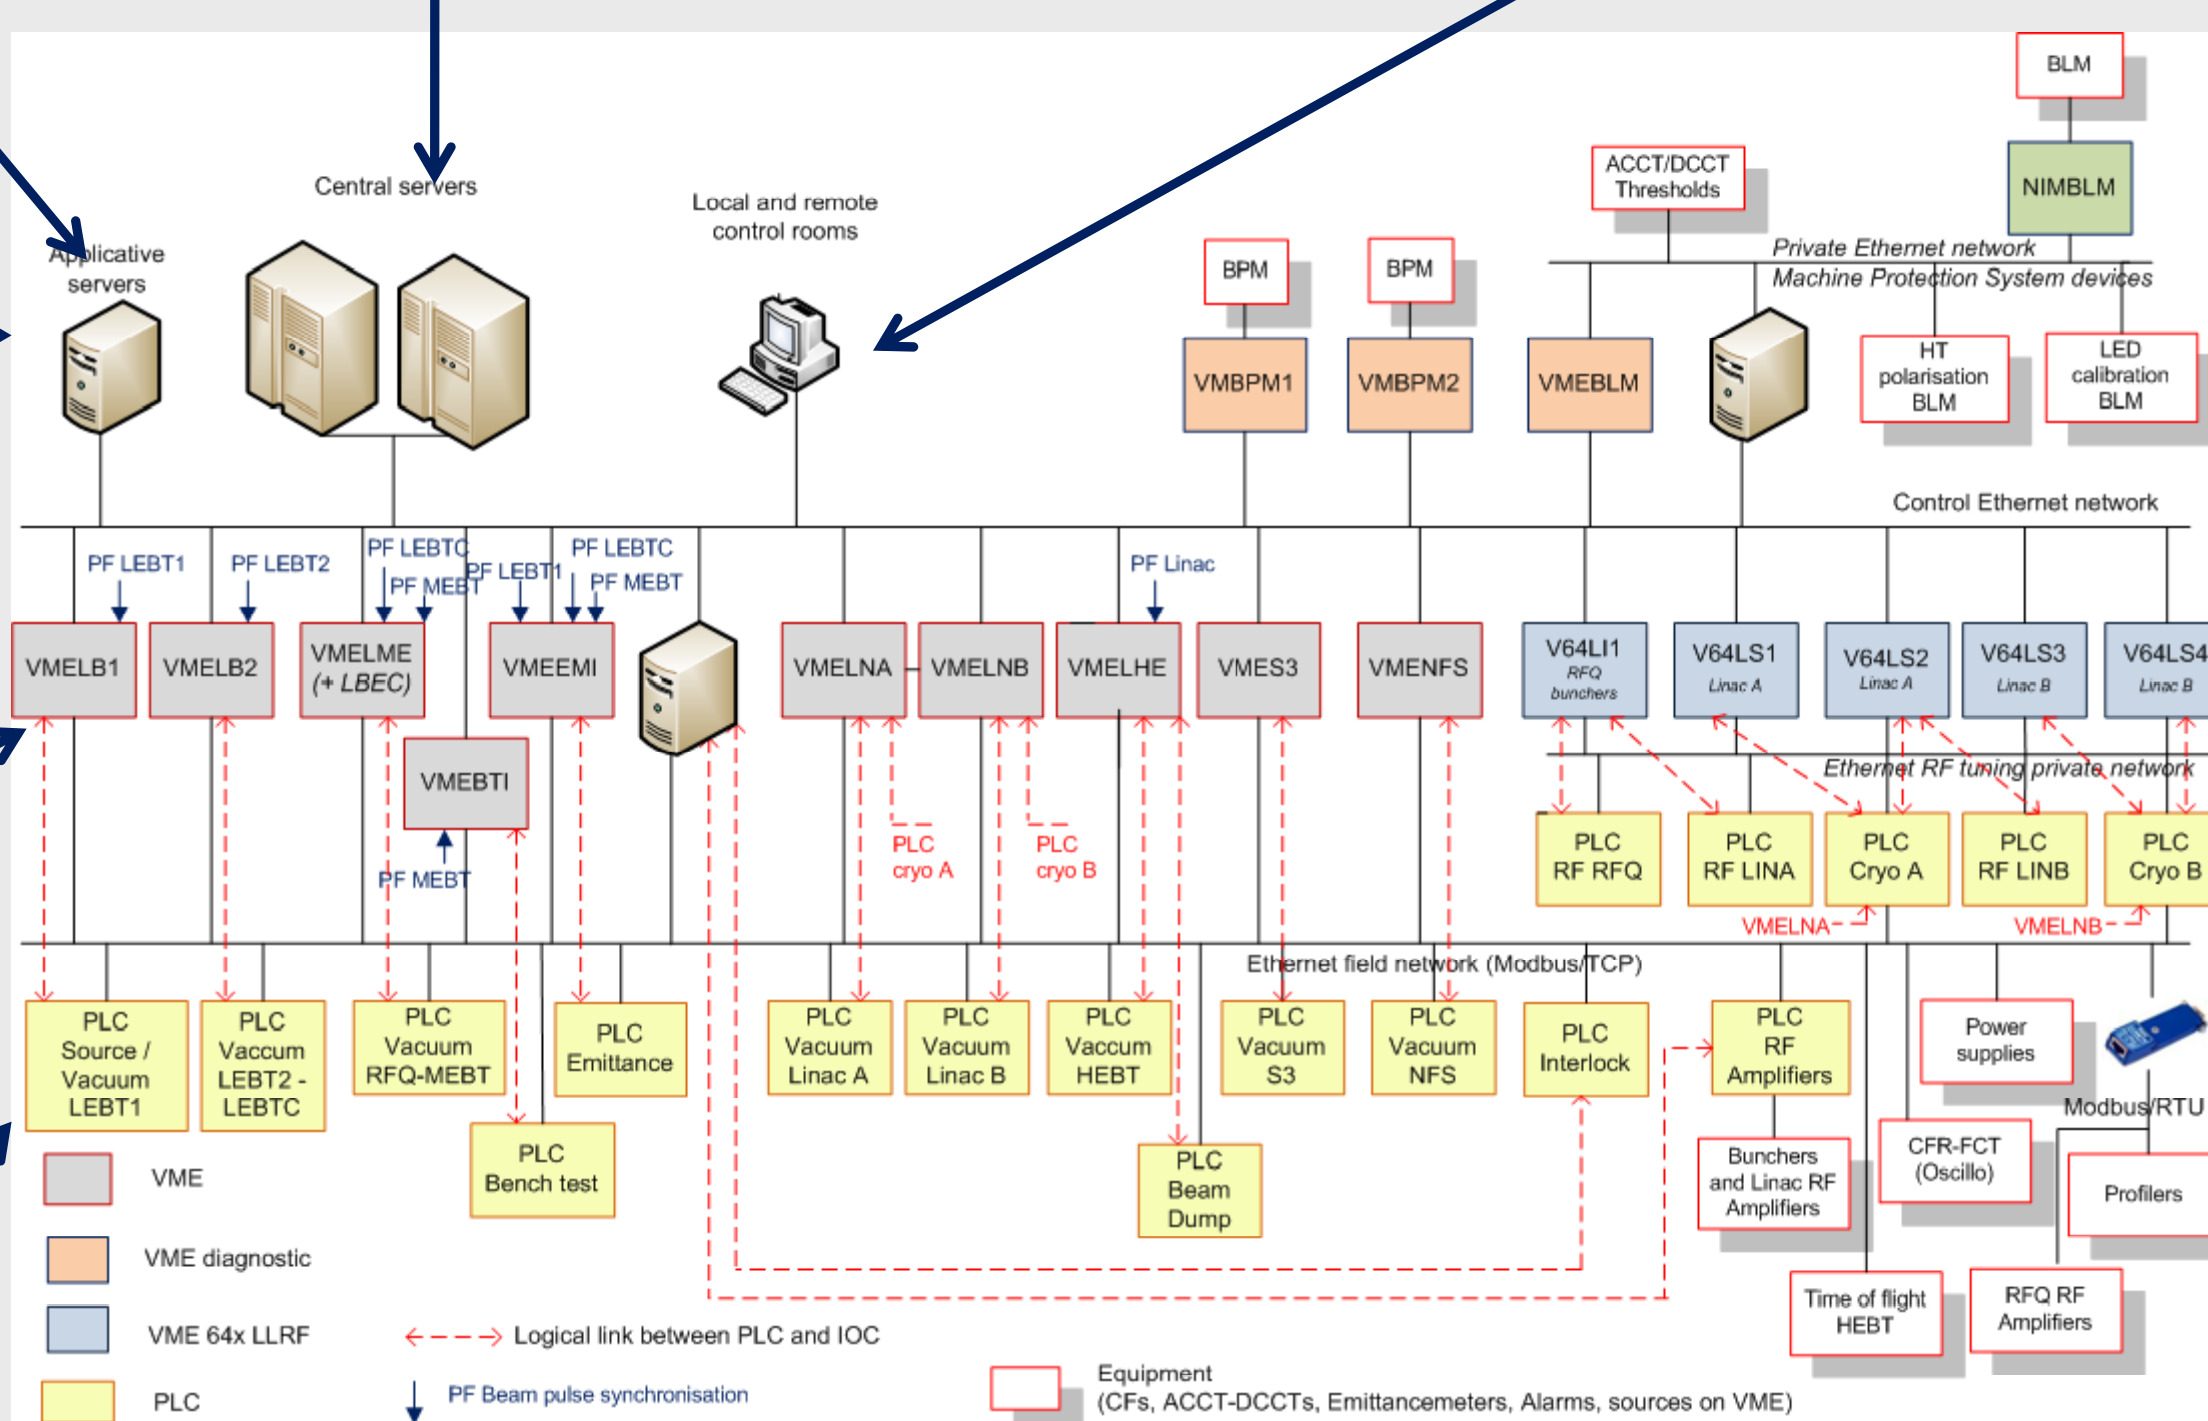 BLM
ACCT/DCCT
Thresholds
NIMBLM
Central servers
Local and remote
control rooms
Applicative
servers
Private Ethernet network
Machine Protection System devices
BPM
BPM
VMBPM1
VMBPM2
VMEBLM
HT
polarisation
BLM
LED
calibration
BLM
Control Ethernet network
PF LEBT1
PF LEBT2
PF LEBTC
PF MEBT
PF LEBT1
PF LEBTC
PF MEBT
PF Linac
VMELB1
VMELB2
VMELME
(+ LBEC)
VMEEMI
VMELNA
VMELNB
VMELHE
VMES3
VMENFS
V64LI1
RFQ
bunchers
V64LS1
Linac A
V64LS2
Linac A
V64LS3
Linac B
V64LS4
Linac B
VMEBTI
PF MEBT
Ethernet RF tuning private network
PLC
cryo A
PLC
cryo B
PLC
RF RFQ
PLC
RF LINA
PLC
Cryo A
PLC
RF LINB
PLC
Cryo B
VMELNA
VMELNB
Ethernet field network (Modbus/TCP)
PLC
Source /
Vacuum
LEBT1
PLC
Vaccum
LEBT2 -
LEBTC
PLC
Vacuum
RFQ-MEBT
PLC
Emittance
PLC
Vacuum
Linac A
PLC
Vacuum
Linac B
PLC
Vaccum
HEBT
PLC
Vacuum
S3
PLC
Vacuum
NFS
PLC
Interlock
PLC
RF
Amplifiers
Power
supplies
Modbus/RTU
PLC
Bench test
PLC
Beam
Dump
Bunchers
and Linac RF
Amplifiers
CFR-FCT
(Oscillo)
Profilers
Time of flight
HEBT
RFQ RF
Amplifiers
VME
VME diagnostic
VME 64x LLRF
PLC
Logical link between PLC and IOC
PF Beam pulse synchronisation
Equipment
(CFs, ACCT-DCCTs, Emittancemeters, Alarms, sources on VME)